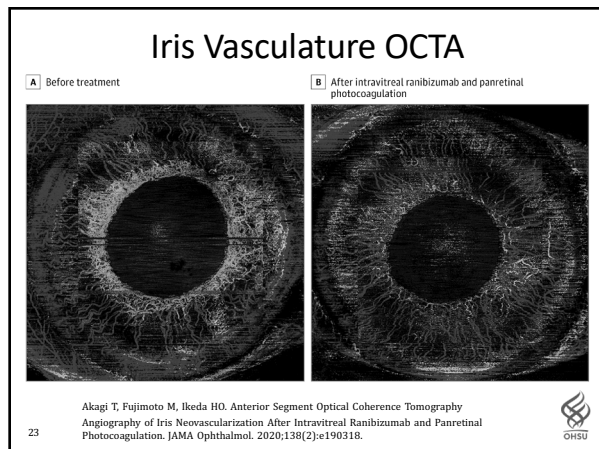 Iris Vasculature OCTA
A Before treatment
B After intravitreal ranibizumab and panretinal
photocoagulation
Akagi T, Fujimoto M, Ikeda HO. Anterior Segment Optical Coherence Tomography
Angiography of Iris Neovascularization After Intravitreal Ranibizumab and Panretinal
Photocoagulation. JAMA Ophthalmol. 2020;138(2):e190318.
23
OHSU